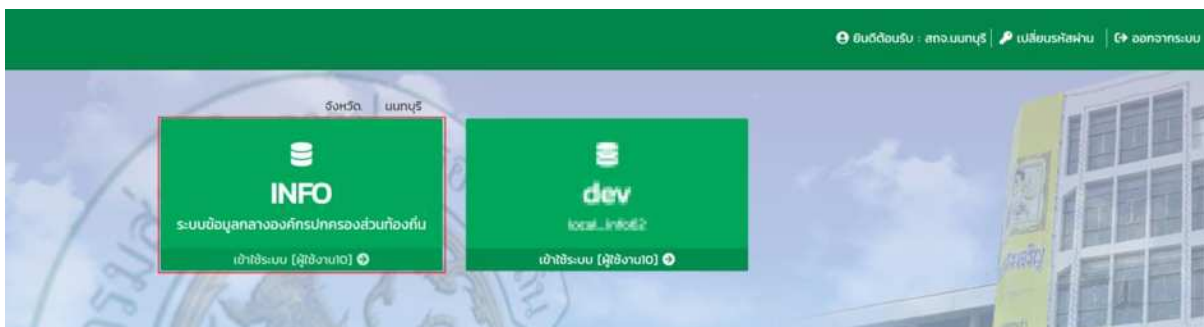 ยินดีต้อนรับ : สถจ.นนทบุรี | เปลี่ยนรหัสผ่าน | ออกจากระบบ
จังหวัด นนทบุรี
INFO
ระบบข้อมูลกลางองค์กรปกครองส่วนท้องถิ่น
เข้าใช้ระบบ [ผู้ใช้งาน10]
dev
local...info62
เข้าใช้ระบบ [ผู้ใช้งาน10]